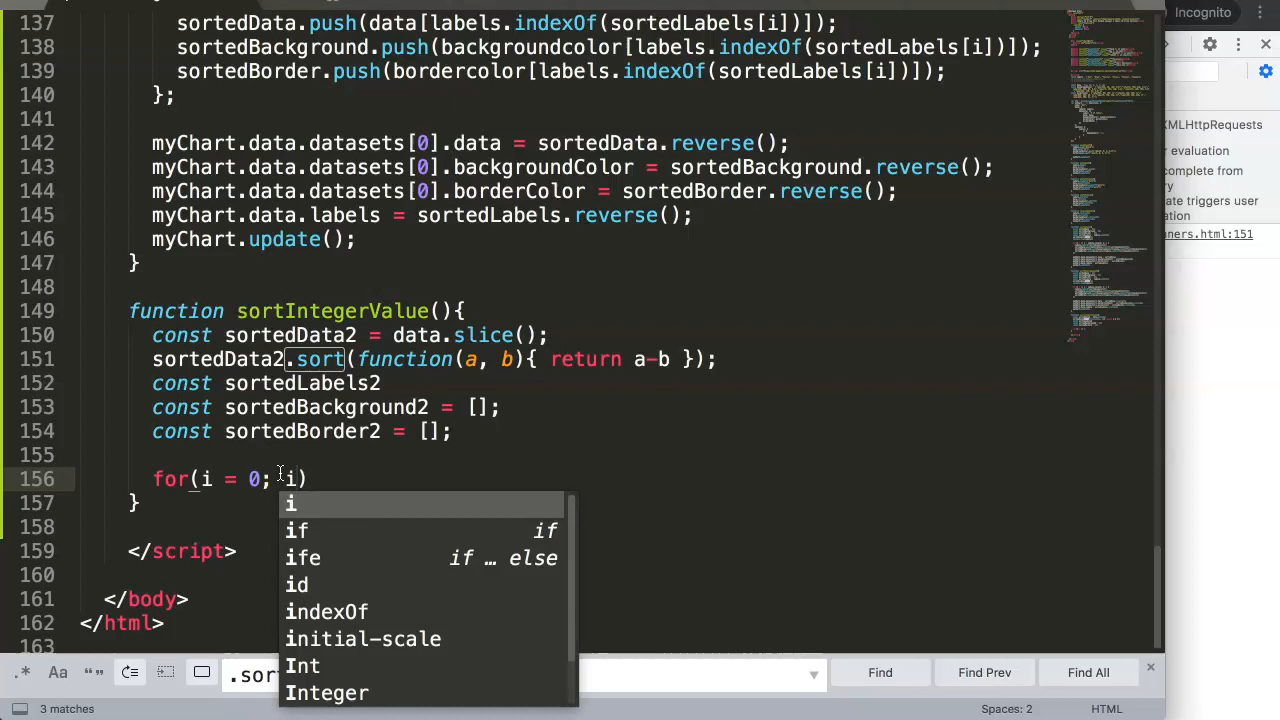 Incognito
137 sortedData.push(data[labels.indexOf(sortedLabels[i])]);
138 sortedBackground.push(backgroundcolor[labels.indexOf(sortedLabels[i])]);
139 sortedBorder.push(bordercolor[labels.indexOf(sortedLabels[i])]);
140 };
141
142 myChart.data.datasets[0].data = sortedData.reverse();
143 myChart.data.datasets[0].backgroundColor = sortedBackground.reverse();
144 myChart.data.datasets[0].borderColor = sortedBorder.reverse();
145 myChart.data.labels = sortedLabels.reverse();
146 myChart.update();
147 }
148
149 function sortIntegerValue(){
150 const sortedData2 = data.slice();
151 sortedData2.sort(function(a, b){ return a-b });
152 const sortedLabels2
153 const sortedBackground2 = [];
154 const sortedBorder2 = [];
155
156 for(i = 0; i)
157 }
158
159 </script>
160
161 </body>
162 </html>
163
i
if if
ife if … else
id
indexOf
initial-scale
Int
Integer
XMLHttpRequests
evaluation
complete from
ry
ate triggers user
ation
ners.html:151
.* Aa “” .sor Find Find Prev Find All
3 matches Spaces: 2 HTML